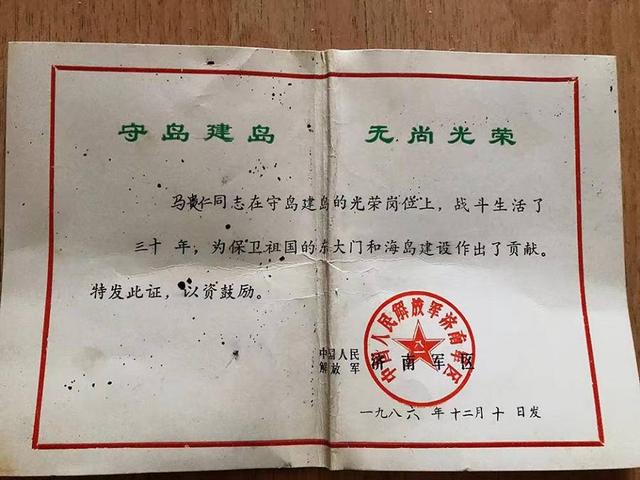 守岛建岛 无尚光荣
马崇仁同志在守岛建岛的光荣岗位上，战斗生活了
三十年，为保卫祖国的东大门和海岛建设作出了贡献。
特发此证，以资鼓励。
中国人民
解放军 济南军区
中国人民解放军济南军区
八一
一九八六年十二月十日发